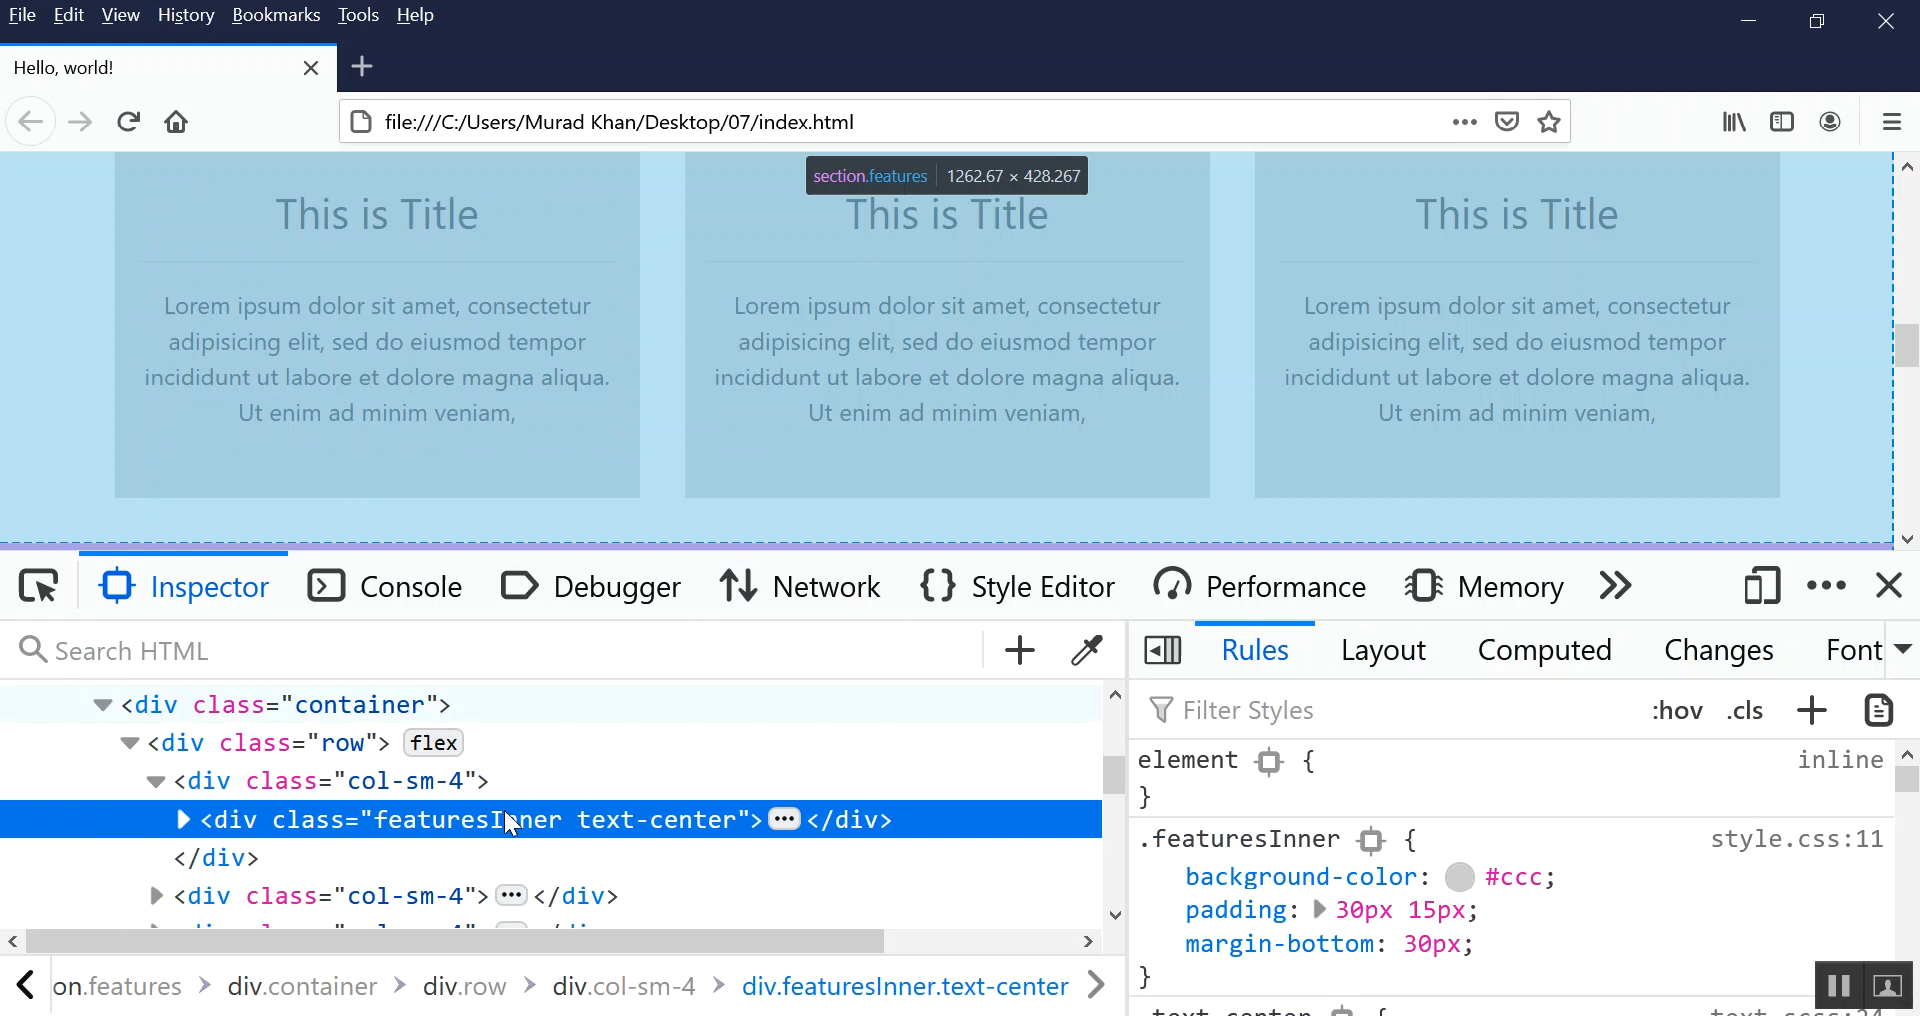 File Edit View History Bookmarks Tools Help
Hello, world!
file:///C:/Users/Murad Khan/Desktop/07/index.html
section.features 1262.67 × 428.267
This is Title This is Title This is Title
Lorem ipsum dolor sit amet, consectetur Lorem ipsum dolor sit amet, consectetur Lorem ipsum dolor sit amet, consectetur
adipisicing elit, sed do eiusmod tempor adipisicing elit, sed do eiusmod tempor adipisicing elit, sed do eiusmod tempor
incididunt ut labore et dolore magna aliqua. incididunt ut labore et dolore magna aliqua. incididunt ut labore et dolore magna aliqua.
Ut enim ad minim veniam, Ut enim ad minim veniam, Ut enim ad minim veniam,
Inspector Console Debugger Network Style Editor Performance Memory
Search HTML
Rules Layout Computed Changes Font
Filter Styles :hov .cls
<div class="container">
<div class="row"> flex
<div class="col-sm-4">
<div class="featuresInner text-center"> ••• </div>
</div>
<div class="col-sm-4"> ••• </div>
on.features div.container div.row div.col-sm-4 div.featuresInner.text-center
element { inline
}
.featuresInner { style.css:11
background-color: #ccc;
padding: 30px 15px;
margin-bottom: 30px;
}